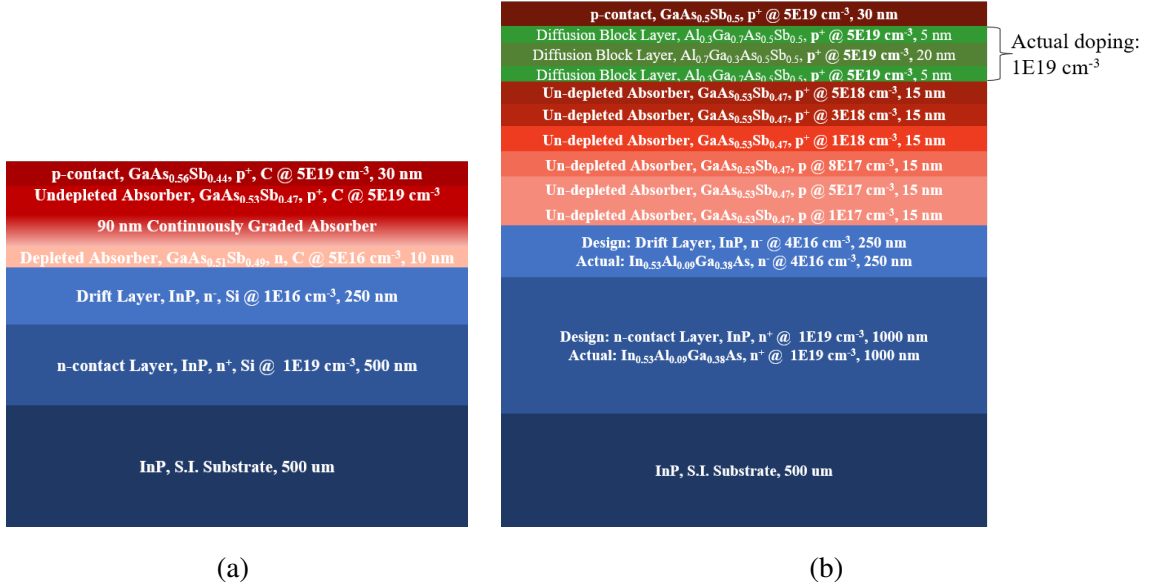 p-contact, GaAs₀.₅Sb₀.₅, p⁺ @ 5E19 cm⁻³, 30 nm
Diffusion Block Layer, Al₀.₃Ga₀.₇As₀.₅Sb₀.₅, p⁺ @ 5E19 cm⁻³, 5 nm
Diffusion Block Layer, Al₀.₇Ga₀.₃As₀.₅Sb₀.₅, p⁺ @ 5E19 cm⁻³, 20 nm
Diffusion Block Layer, Al₀.₃Ga₀.₇As₀.₅Sb₀.₅, p⁺ @ 5E19 cm⁻³, 5 nm
Actual doping:
1E19 cm⁻³
Un-depleted Absorber, GaAs₀.₅₃Sb₀.₄₇, p⁺ @ 5E18 cm⁻³, 15 nm
Un-depleted Absorber, GaAs₀.₅₃Sb₀.₄₇, p⁺ @ 3E18 cm⁻³, 15 nm
Un-depleted Absorber, GaAs₀.₅₃Sb₀.₄₇, p⁺ @ 1E18 cm⁻³, 15 nm
Un-depleted Absorber, GaAs₀.₅₃Sb₀.₄₇, p @ 8E17 cm⁻³, 15 nm
Un-depleted Absorber, GaAs₀.₅₃Sb₀.₄₇, p @ 5E17 cm⁻³, 15 nm
Un-depleted Absorber, GaAs₀.₅₃Sb₀.₄₇, p @ 1E17 cm⁻³, 15 nm
Design: Drift Layer, InP, n⁻ @ 4E16 cm⁻³, 250 nm
Actual: In₀.₅₃Al₀.₀₉Ga₀.₃₈As, n⁻ @ 4E16 cm⁻³, 250 nm
Design: n-contact Layer, InP, n⁺ @ 1E19 cm⁻³, 1000 nm
Actual: In₀.₅₃Al₀.₀₉Ga₀.₃₈As, n⁺ @ 1E19 cm⁻³, 1000 nm
InP, S.I. Substrate, 500 um
p-contact, GaAs₀.₅₆Sb₀.₄₄, p⁺, C @ 5E19 cm⁻³, 30 nm
Undepleted Absorber, GaAs₀.₅₃Sb₀.₄₇, p⁺, C @ 5E19 cm⁻³
90 nm Continuously Graded Absorber
Depleted Absorber, GaAs₀.₅₁Sb₀.₄₉, n, C @ 5E16 cm⁻³, 10 nm
Drift Layer, InP, n⁻, Si @ 1E16 cm⁻³, 250 nm
n-contact Layer, InP, n⁺, Si @ 1E19 cm⁻³, 500 nm
InP, S.I. Substrate, 500 um
(a)
(b)